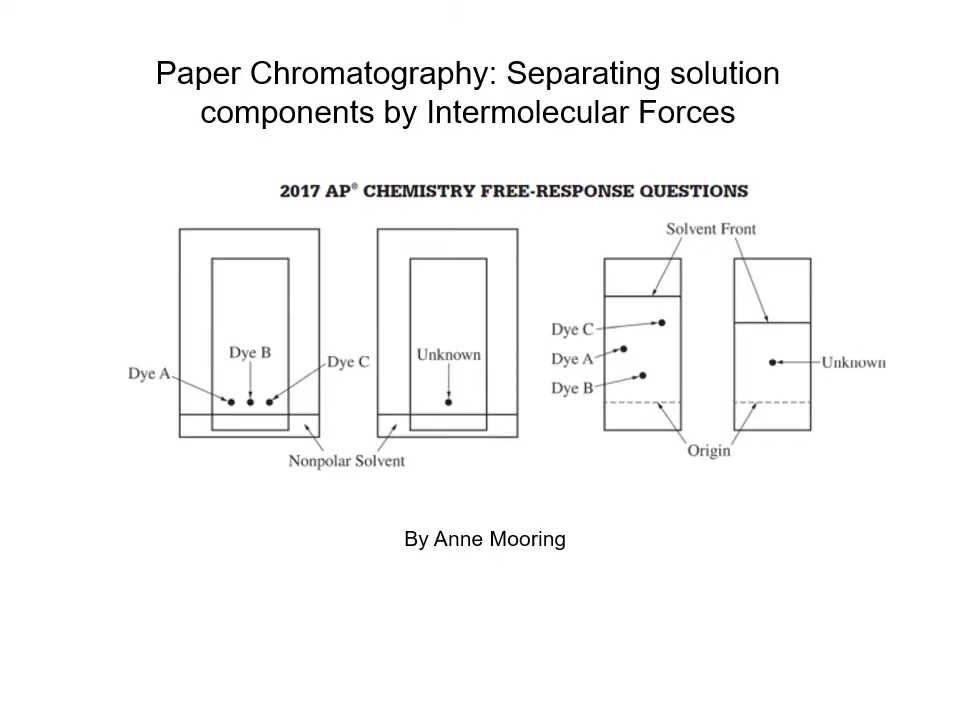 Paper Chromatography: Separating solution
components by Intermolecular Forces
2017 AP® CHEMISTRY FREE-RESPONSE QUESTIONS
Dye A
Dye B
Dye C
Nonpolar Solvent
Unknown
Solvent Front
Dye C
Dye A
Dye B
Origin
Unknown
By Anne Mooring